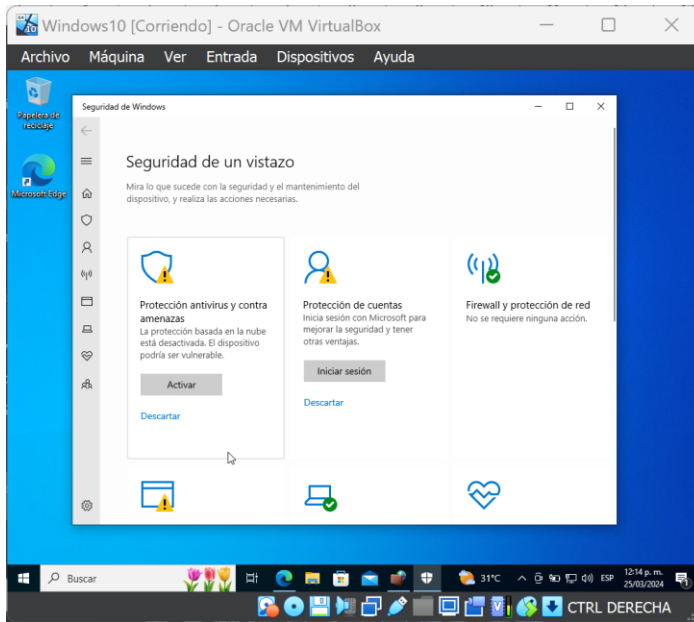 Windows10 [Corriendo] - Oracle VM VirtualBox
Archivo Máquina Ver Entrada Dispositivos Ayuda
Papelera de
reciclaje
Microsoft Edge
Seguridad de Windows
Seguridad de un vistazo
Mira lo que sucede con la seguridad y el mantenimiento del
dispositivo, y realiza las acciones necesarias.
Protección antivirus y contra
amenazas
La protección basada en la nube
está desactivada. El dispositivo
podría ser vulnerable.
Activar
Descartar
Protección de cuentas
Inicia sesión con Microsoft para
mejorar la seguridad y tener
otras ventajas.
Iniciar sesión
Descartar
Firewall y protección de red
No se requiere ninguna acción.
Buscar
31°C
ESP
12:14 p. m.
25/03/2024
CTRL DERECHA